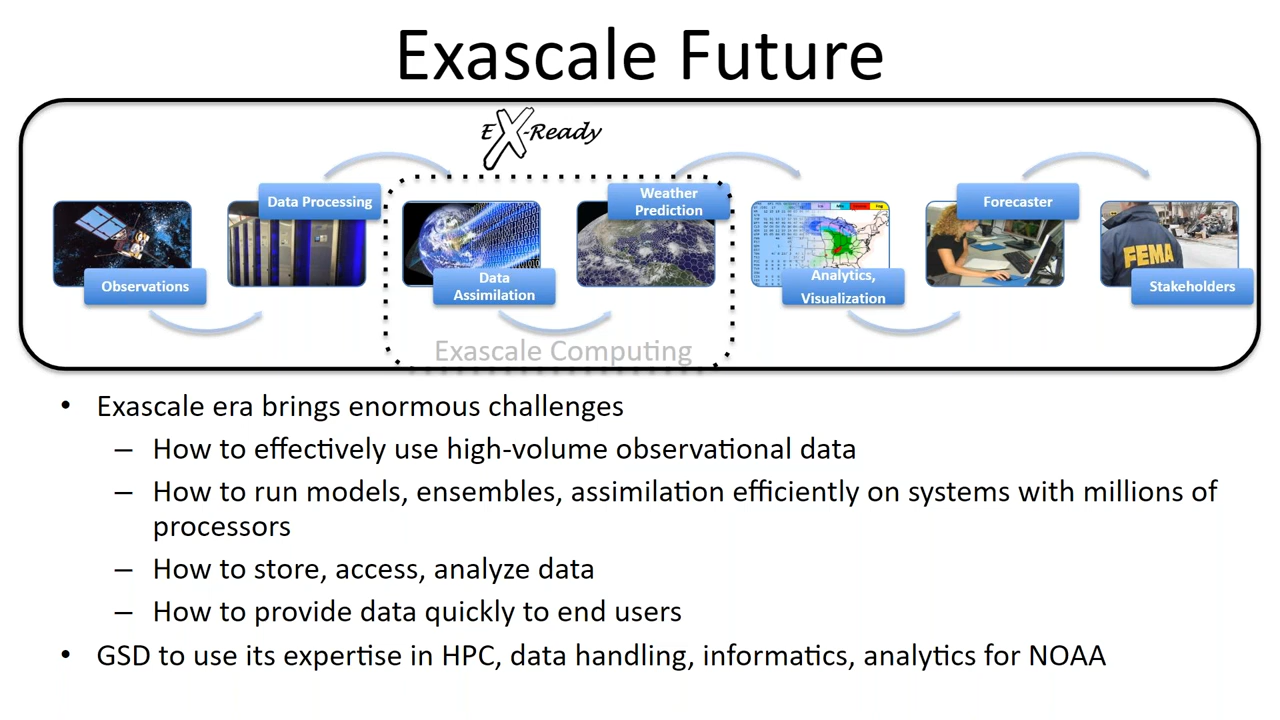 Exascale Future
EX-Ready
Data Processing
Weather
Prediction
Forecaster
Observations
Data
Assimilation
Analytics,
Visualization
FEMA
Stakeholders
Exascale Computing
• Exascale era brings enormous challenges
– How to effectively use high-volume observational data
– How to run models, ensembles, assimilation efficiently on systems with millions of
processors
– How to store, access, analyze data
– How to provide data quickly to end users
• GSD to use its expertise in HPC, data handling, informatics, analytics for NOAA